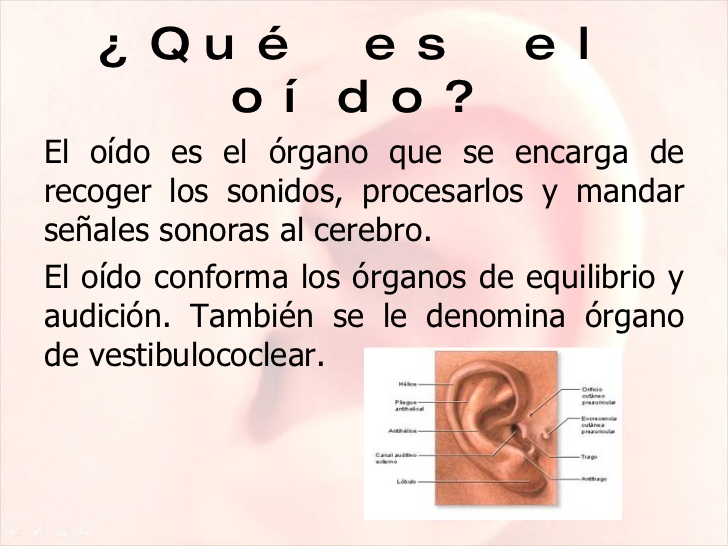 ¿Qué es el
oído?
El oído es el órgano que se encarga de
recoger los sonidos, procesarlos y mandar
señales sonoras al cerebro.
El oído conforma los órganos de equilibrio y
audición. También se le denomina órgano
de vestibulococlear.
Hélice
Pliegue
antihelical
Antihélice
Canal auditivo
externo
Lóbulo
Orificio
cutáneo
preauricular
Excrecencia
cutánea
preauricular
Trago
Antitrago